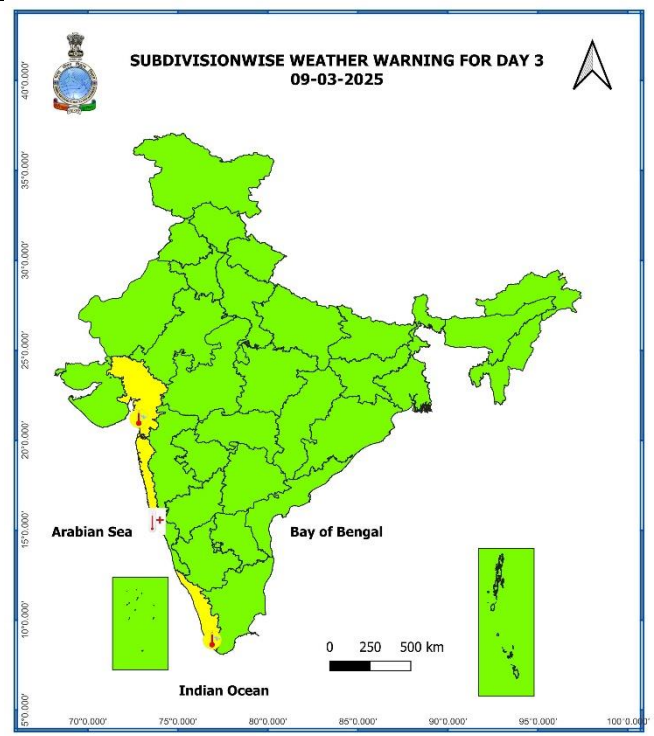 SUBDIVISIONWISE WEATHER WARNING FOR DAY 3
09-03-2025
40°0.000'
35°0.000'
30°0.000'
25°0.000'
20°0.000'
15°0.000'
10°0.000'
5°0.000'
Arabian Sea
Bay of Bengal
0 250 500 km
Indian Ocean
70°0.000' 75°0.000' 80°0.000' 85°0.000' 90°0.000' 95°0.000' 100°0.000'